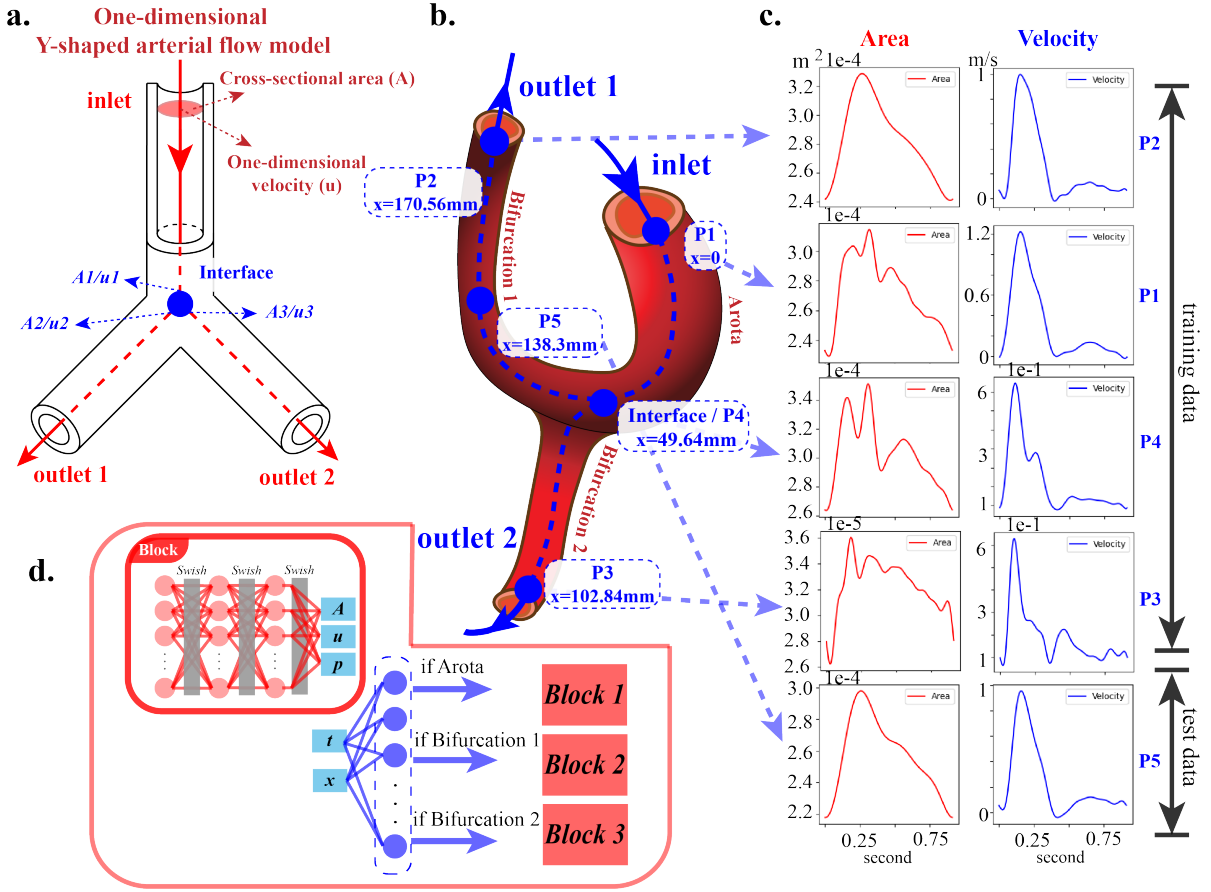 a.
One-dimensional
Y-shaped arterial flow model
Cross-sectional area (A)
inlet
One-dimensional
velocity (u)
Interface
A1/u1
A2/u2
A3/u3
outlet 1
outlet 2
b.
outlet 1
inlet
P2
x=170.56mm
Bifurcation 1
P1
x=0
Arota
P5
x=138.3mm
Interface / P4
x=49.64mm
Bifurcation 2
outlet 2
P3
x=102.84mm
c.
Area
Velocity
m 2 1e-4
m/s
Area
3.2
3.0
2.8
2.6
2.4
Velocity
1
0
P2
1e-4
Area
3.0
2.8
2.6
2.4
Velocity
1.2
0.6
0
P1
1e-4
1e-1
Area
3.4
3.2
3.0
2.8
2.6
Velocity
6
3
1
P4
1e-5
1e-1
Area
3.6
3.4
3.2
3.0
2.8
2.6
Velocity
6
3
1
P3
1e-4
Area
3.0
2.8
2.6
2.4
2.2
Velocity
1
0
P5
0.25
0.75
second
0.25
0.75
second
training data
test data
d.
Block
Swish
Swish
Swish
A
u
p
t
x
if Arota
Block 1
if Bifurcation 1
Block 2
if Bifurcation 2
Block 3